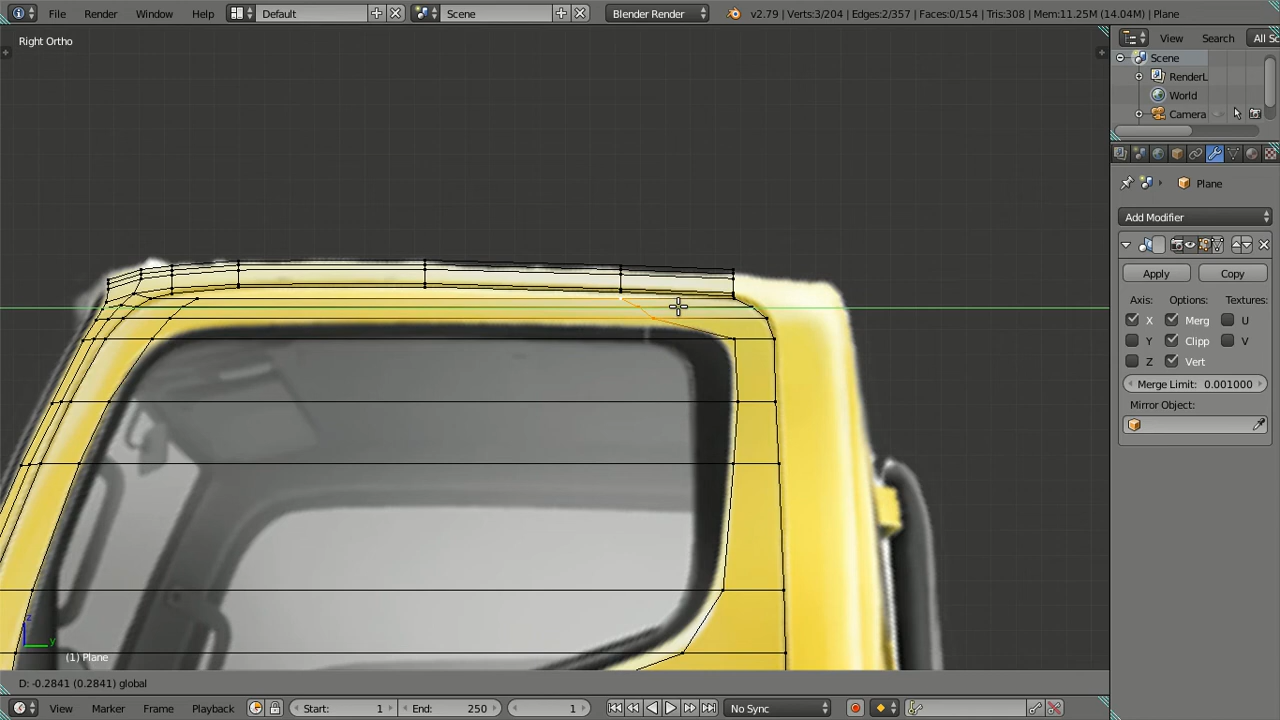 File Render Window Help Default Scene Blender Render v2.79 | Verts:3/204 | Edges:2/357 | Faces:0/154 | Tris:308 | Mem:11.25M (14.04M) | Plane
Right Ortho
View Search All Sc
Scene
RenderL
World
Camera
Plane
Add Modifier
Apply Copy
Axis: Options: Textures:
X Merg U
Y Clipp V
Z Vert
Merge Limit: 0.001000
Mirror Object:
z
y
(1) Plane
D: -0.2841 (0.2841) global
View Marker Frame Playback Start: 1 End: 250 1 No Sync